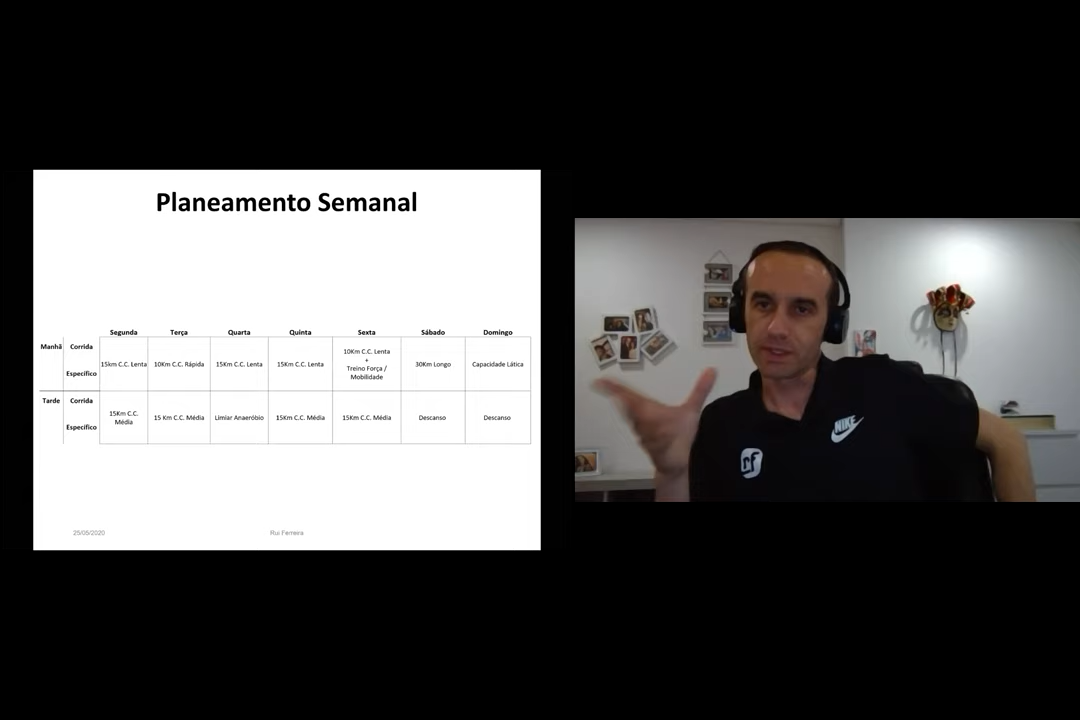 Planeamento Semanal
Segunda Terça Quarta Quinta Sexta Sábado Domingo
Manhã Corrida
Específico
15km C.C. Lenta
10Km C.C. Rápida
15Km C.C. Lenta
15Km C.C. Lenta
10Km C.C. Lenta
+
Treino Força /
Mobilidade
30Km Longo
Capacidade Lática
Tarde Corrida
Específico
15Km C.C.
Média
15 Km C.C. Média
Limiar Anaeróbio
15Km C.C. Média
15Km C.C. Média
Descanso
Descanso
25/05/2020
Rui Ferreira
NIKE
rf